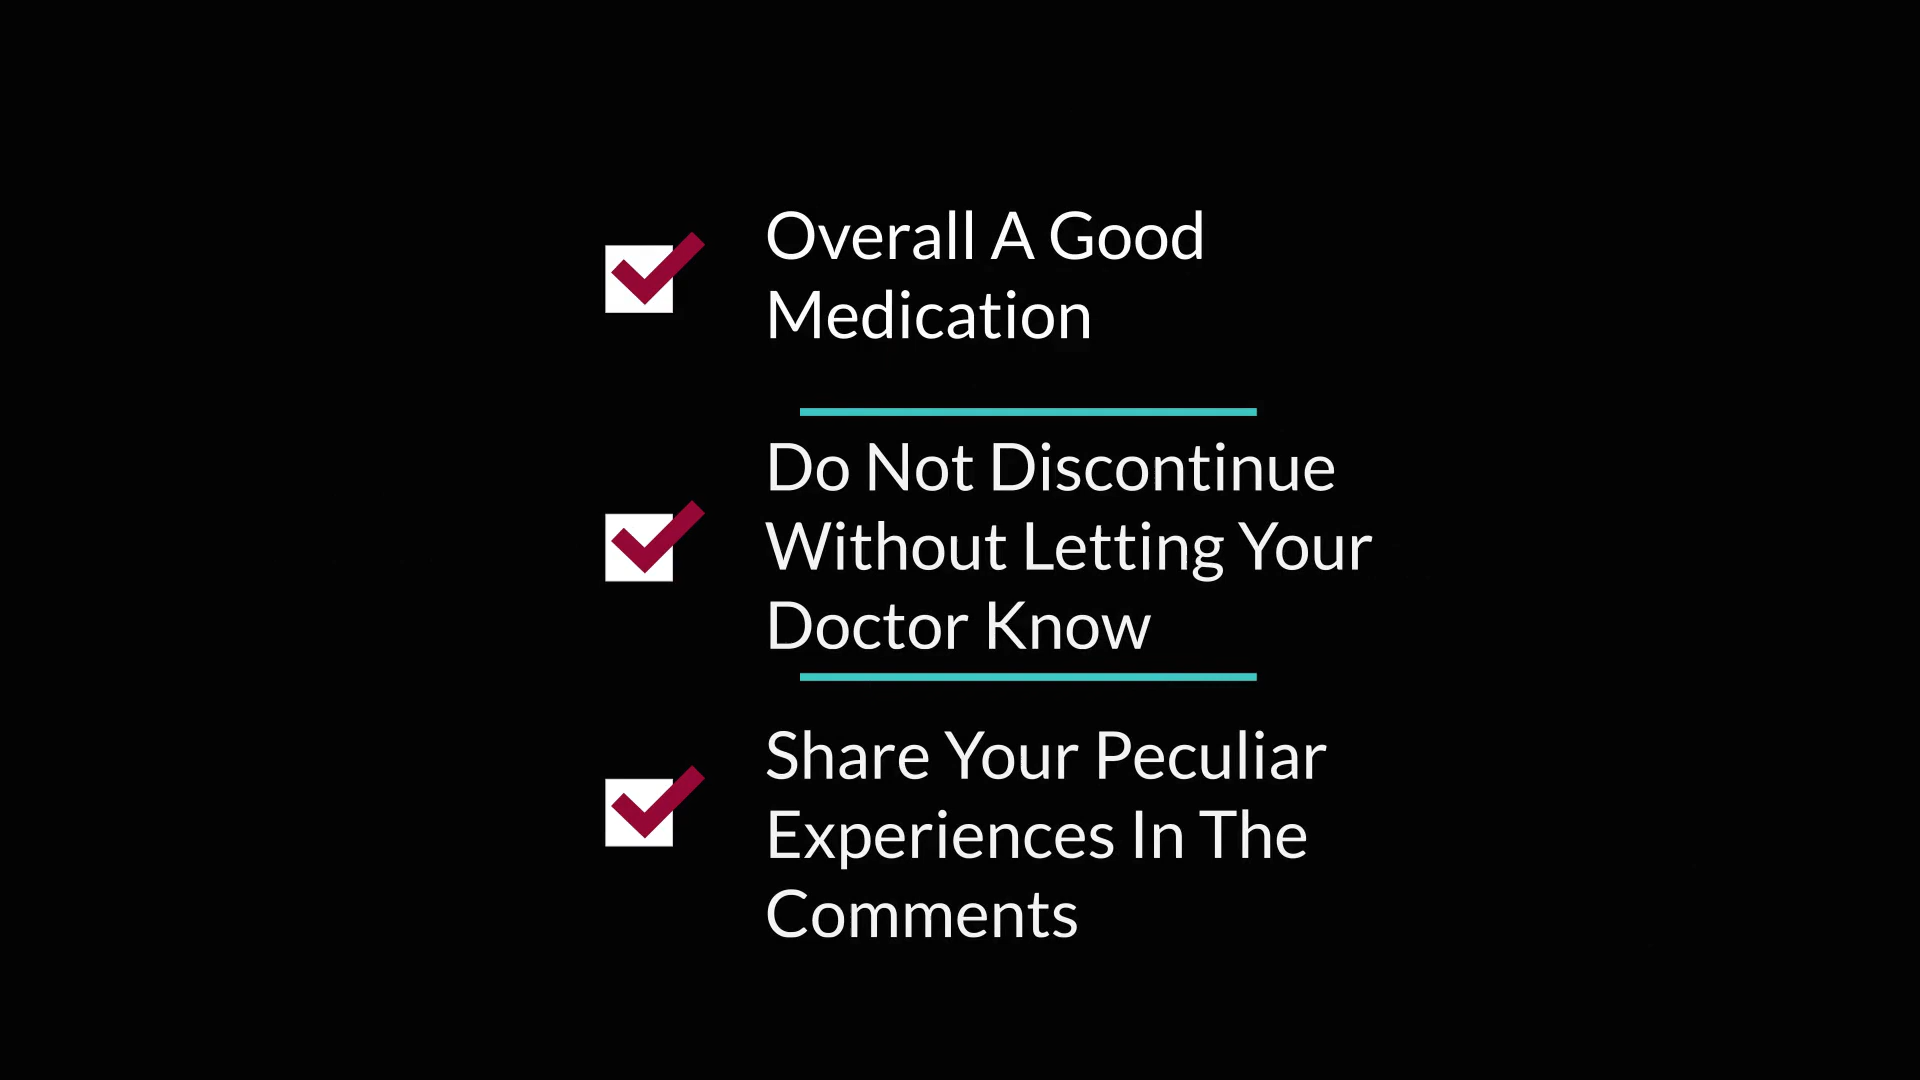 Overall A Good
Medication
Do Not Discontinue
Without Letting Your
Doctor Know
Share Your Peculiar
Experiences In The
Comments